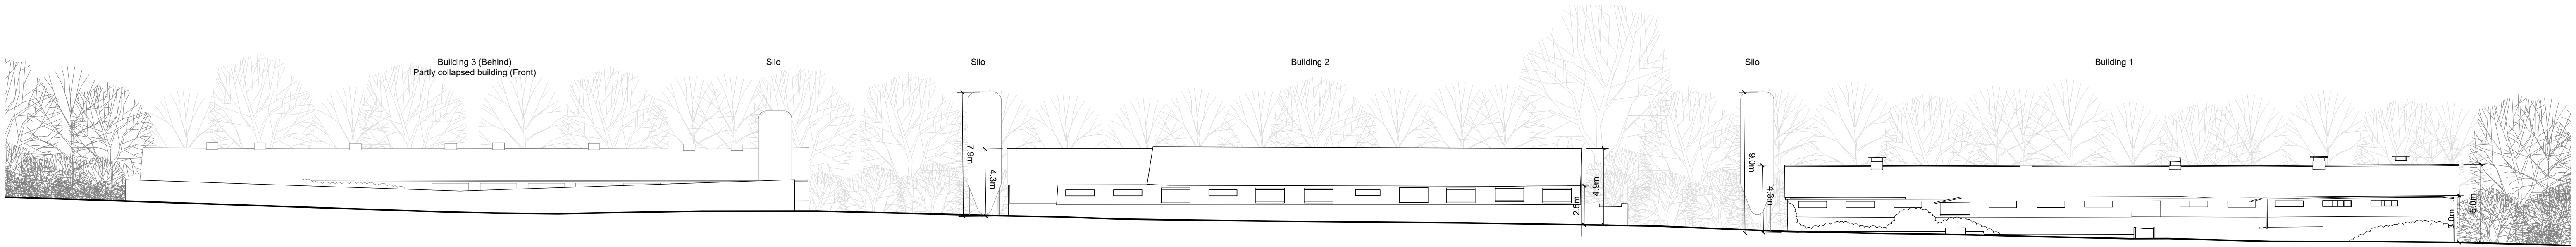 Building 3 (Behind)
Partly collapsed building (Front)
Silo
Silo
Building 2
Silo
Building 1
7.9m
4.3m
2.5m
4.9m
9.0m
4.3m
3.0m
5.0m